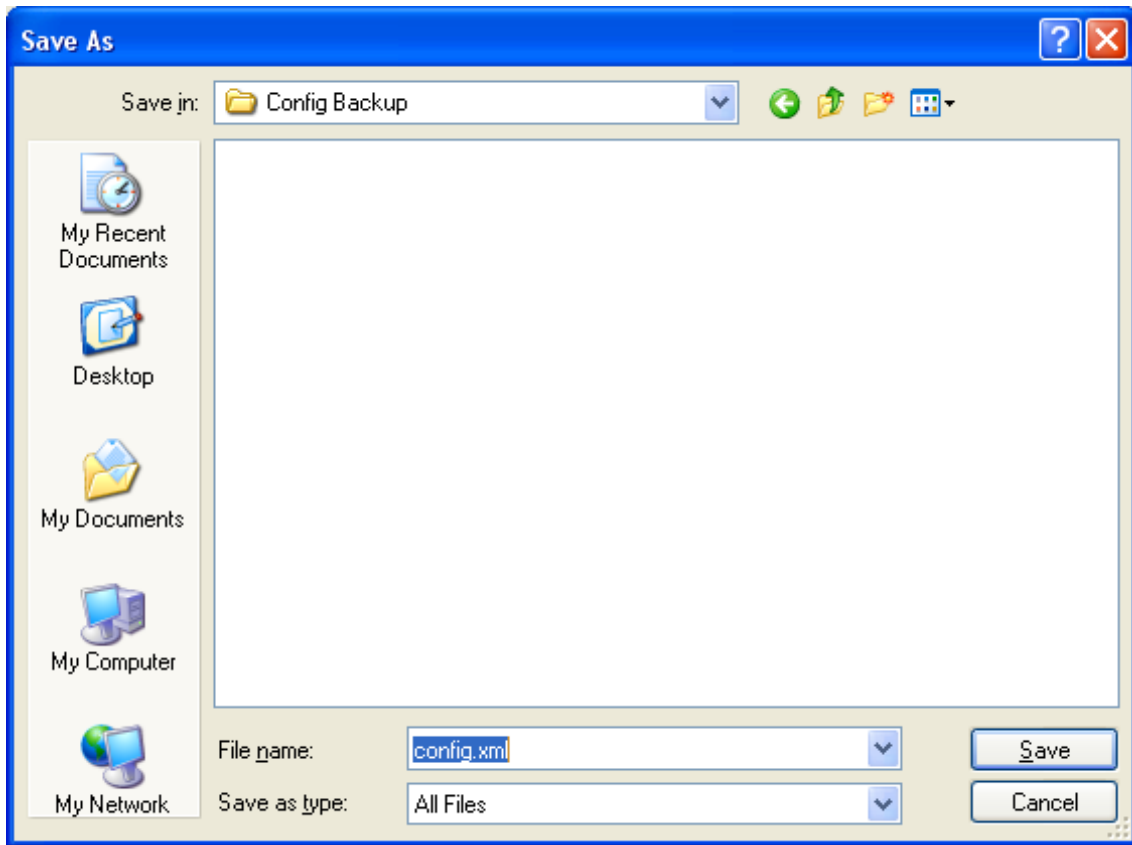 Save As
Save in:
Config Backup
My Recent
Documents
Desktop
My Documents
My Computer
My Network
File name:
config.xml
Save
Save as type:
All Files
Cancel